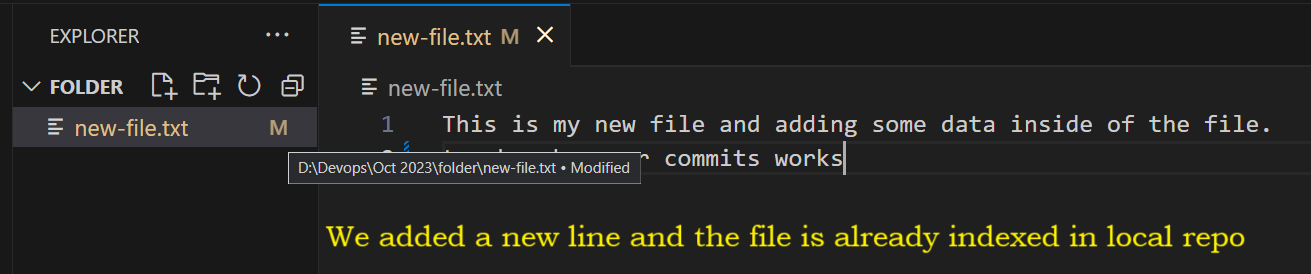 EXPLORER ···
new-file.txt M
FOLDER
new-file.txt
new-file.txt M
1 This is my new file and adding some data inside of the file.
commits works
D:\Devops\Oct 2023\folder\new-file.txt • Modified
We added a new line and the file is already indexed in local repo